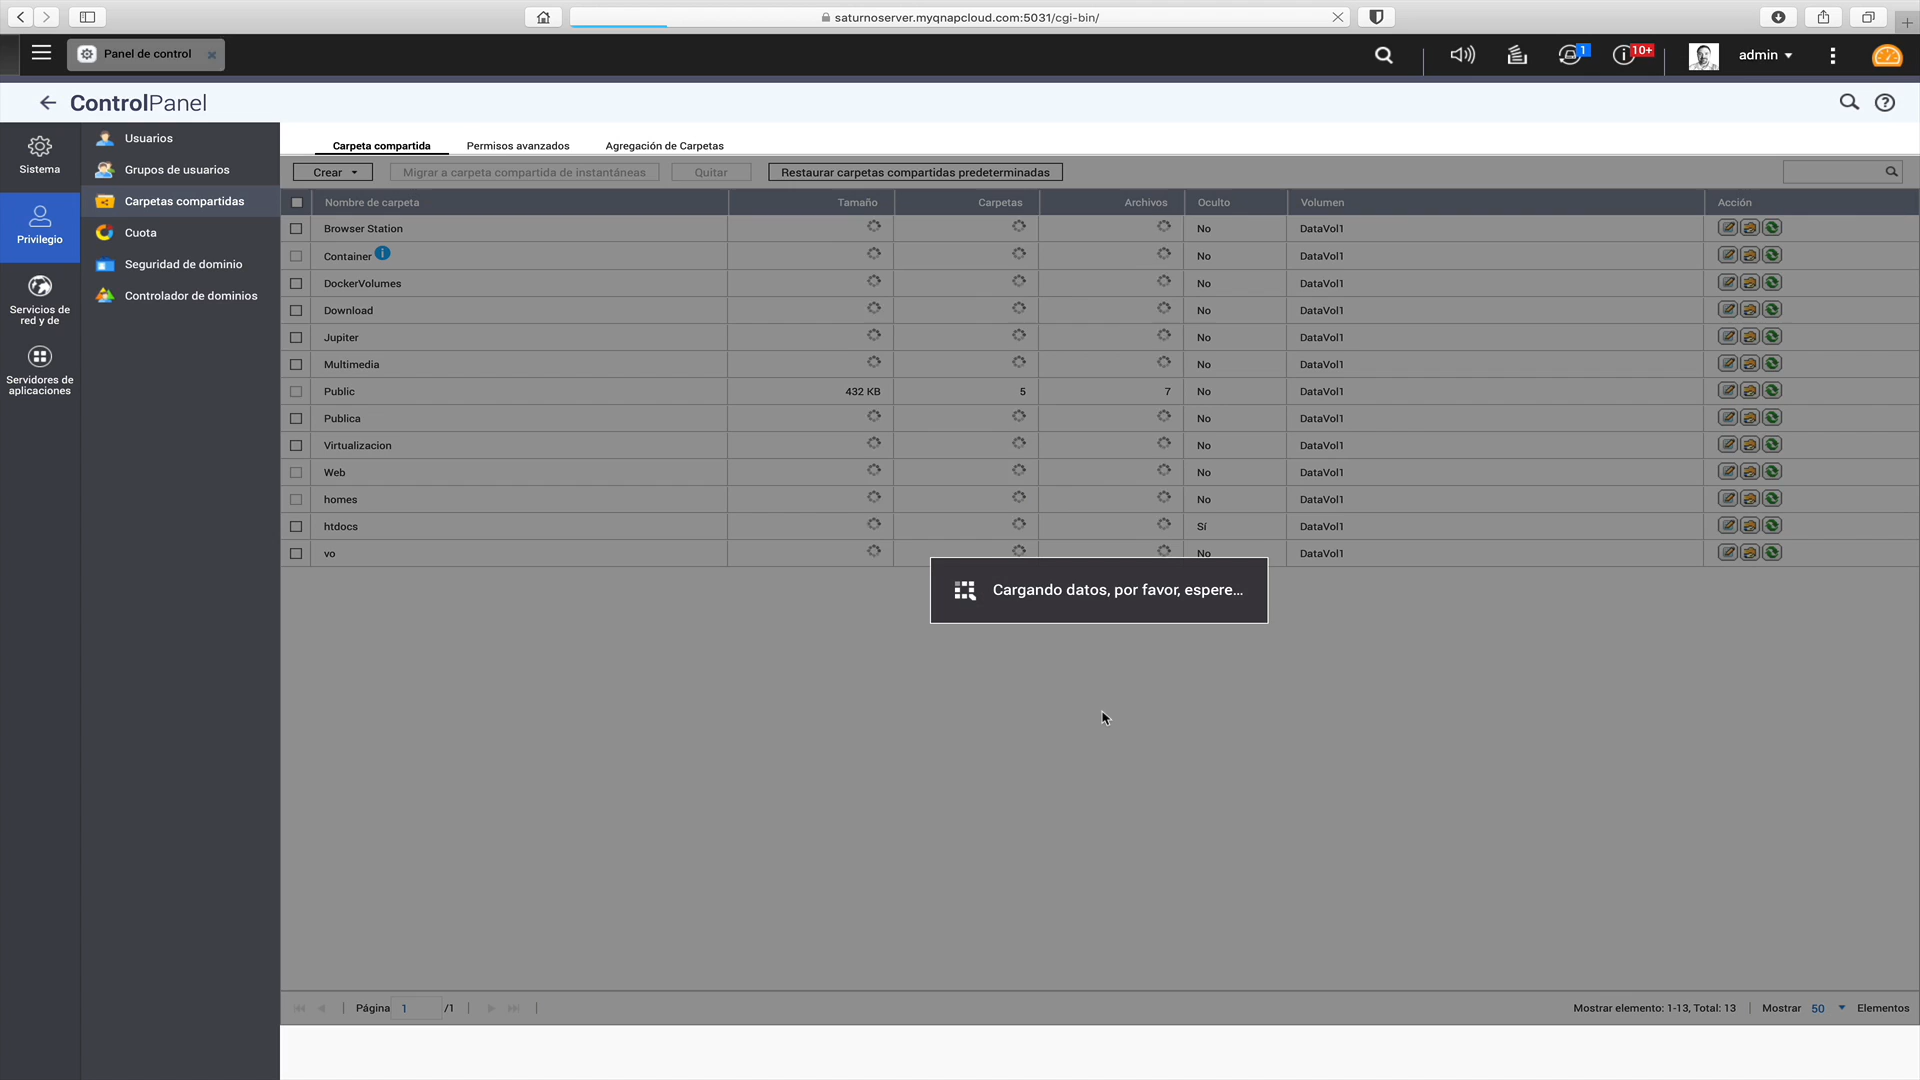 saturnoserver.myqnapcloud.com:5031/cgi-bin/
Panel de control
1
10+
admin
ControlPanel
Sistema
Privilegio
Servicios de
red y de
Servidores de
aplicaciones
Usuarios
Grupos de usuarios
Carpetas compartidas
Cuota
Seguridad de dominio
Controlador de dominios
Carpeta compartida Permisos avanzados Agregación de Carpetas
Crear Migrar a carpeta compartida de instantáneas Quitar Restaurar carpetas compartidas predeterminadas
Nombre de carpeta Tamaño Carpetas Archivos Oculto Volumen Acción
Browser Station No DataVol1
Container No DataVol1
DockerVolumes No DataVol1
Download No DataVol1
Jupiter No DataVol1
Multimedia No DataVol1
Public 432 KB 5 7 No DataVol1
Publica No DataVol1
Virtualizacion No DataVol1
Web No DataVol1
homes No DataVol1
htdocs Sí DataVol1
vo No DataVol1
Cargando datos, por favor, espere...
Página 1 /1 Mostrar elemento: 1-13, Total: 13 Mostrar 50 Elementos